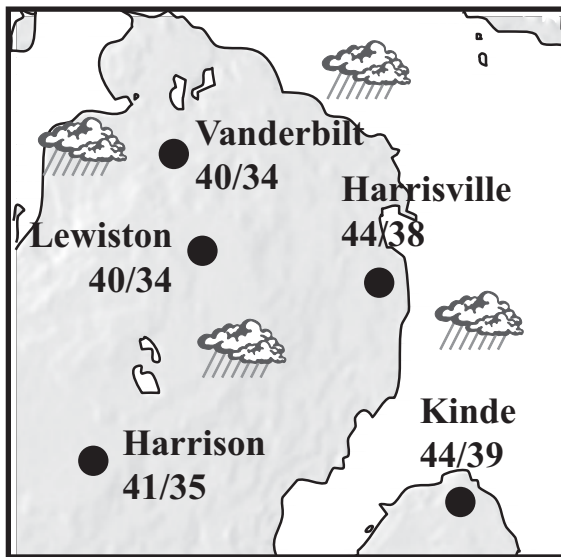 Vanderbilt
40/34
Harrisville
44/38
Lewiston
40/34
Kinde
44/39
Harrison
41/35